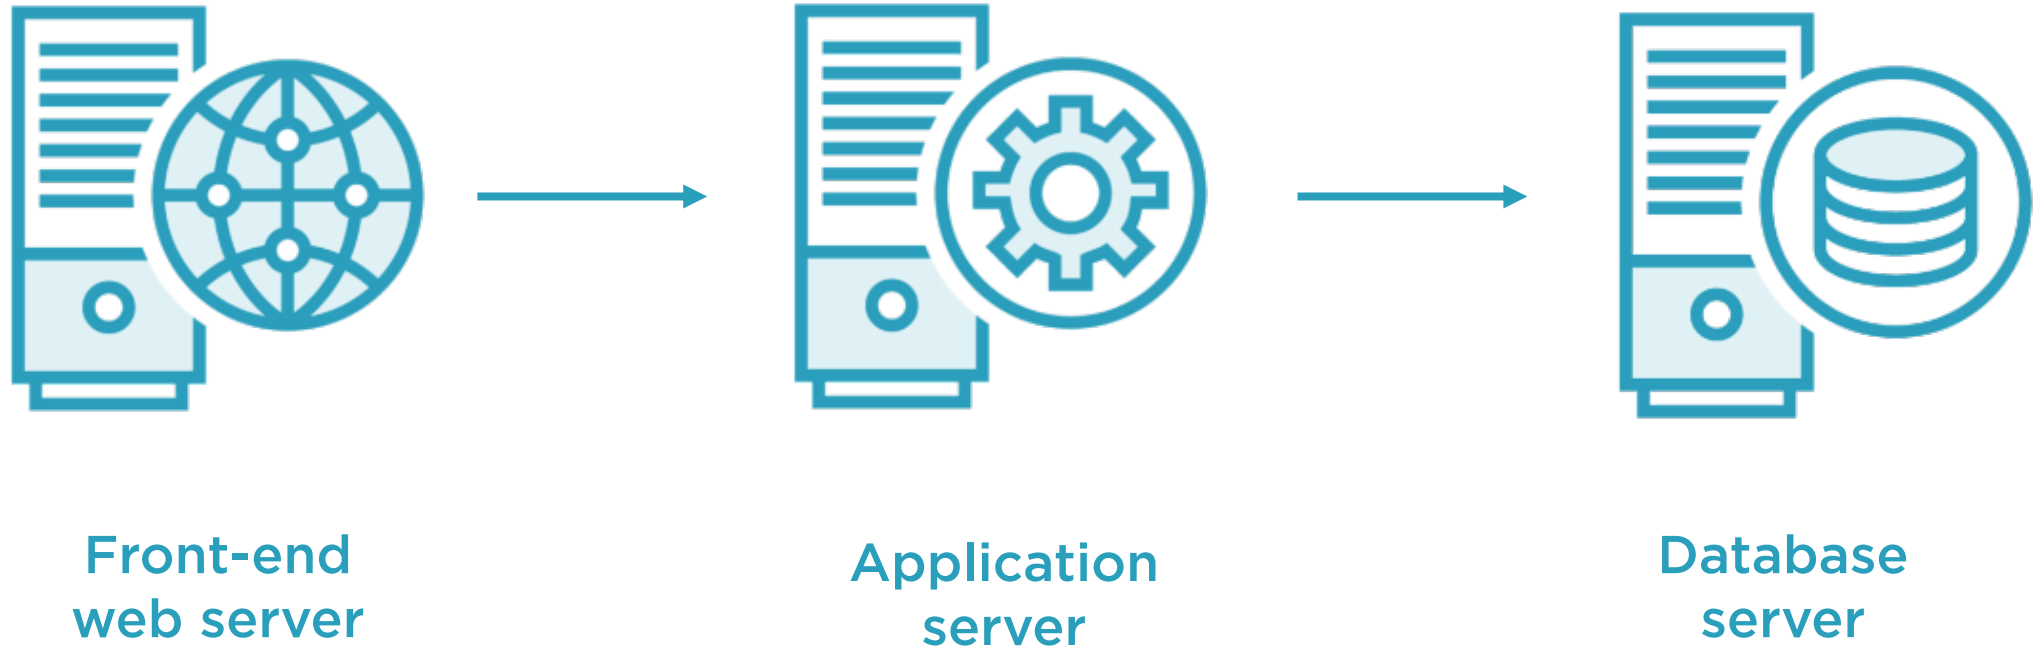 Front-end
web server
Application
server
Database
server